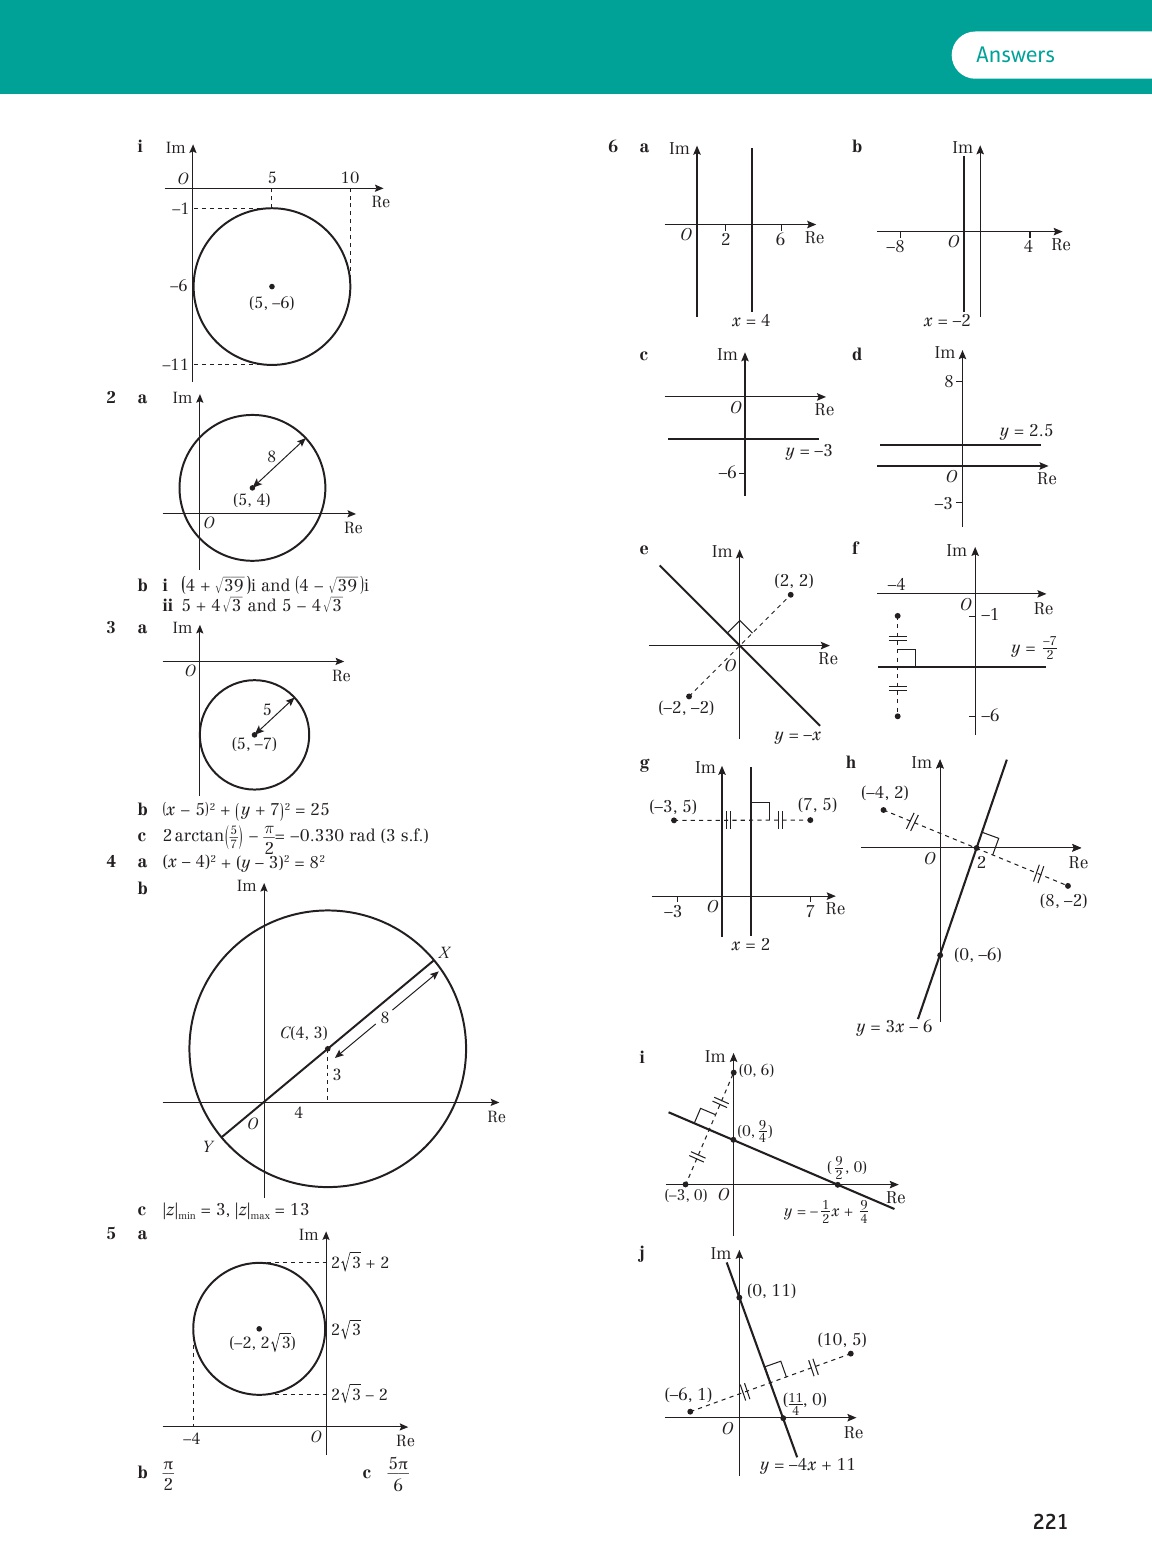 Answers
i
Im
O
5
10
Re
–1
–6
(5, –6)
–11
2 a
Im
8
(5, 4)
O
Re
b i (4 + √39)i and (4 – √39)i
ii 5 + 4√3 and 5 – 4√3
3 a
Im
O
Re
5
(5, –7)
b (x – 5)² + (y + 7)² = 25
c 2 arctan(5/7) – π/2 = –0.330 rad (3 s.f.)
4 a (x – 4)² + (y – 3)² = 8²
b
Im
X
8
C(4, 3)
3
4
O
Re
Y
c |z|min = 3, |z|max = 13
5 a
Im
2√3 + 2
(–2, 2√3)
2√3
2√3 – 2
–4
O
Re
b π/2
c 5π/6
6 a
Im
O
2
6
Re
x = 4
b
Im
–8
O
4
Re
x = –2
c
Im
O
Re
y = –3
–6
d
Im
8
y = 2.5
O
Re
–3
e
Im
(2, 2)
O
Re
(–2, –2)
y = –x
f
Im
–4
O
Re
–1
y = –7/2
–6
g
Im
(–3, 5)
(7, 5)
–3
O
7
Re
x = 2
h
Im
(–4, 2)
O
2
Re
(8, –2)
(0, –6)
y = 3x – 6
i
Im
(0, 6)
(0, 9/4)
(9/2, 0)
(–3, 0)
O
Re
y = –1/2x + 9/4
j
Im
(0, 11)
(10, 5)
(–6, 1)
(11/4, 0)
O
Re
y = –4x + 11
221